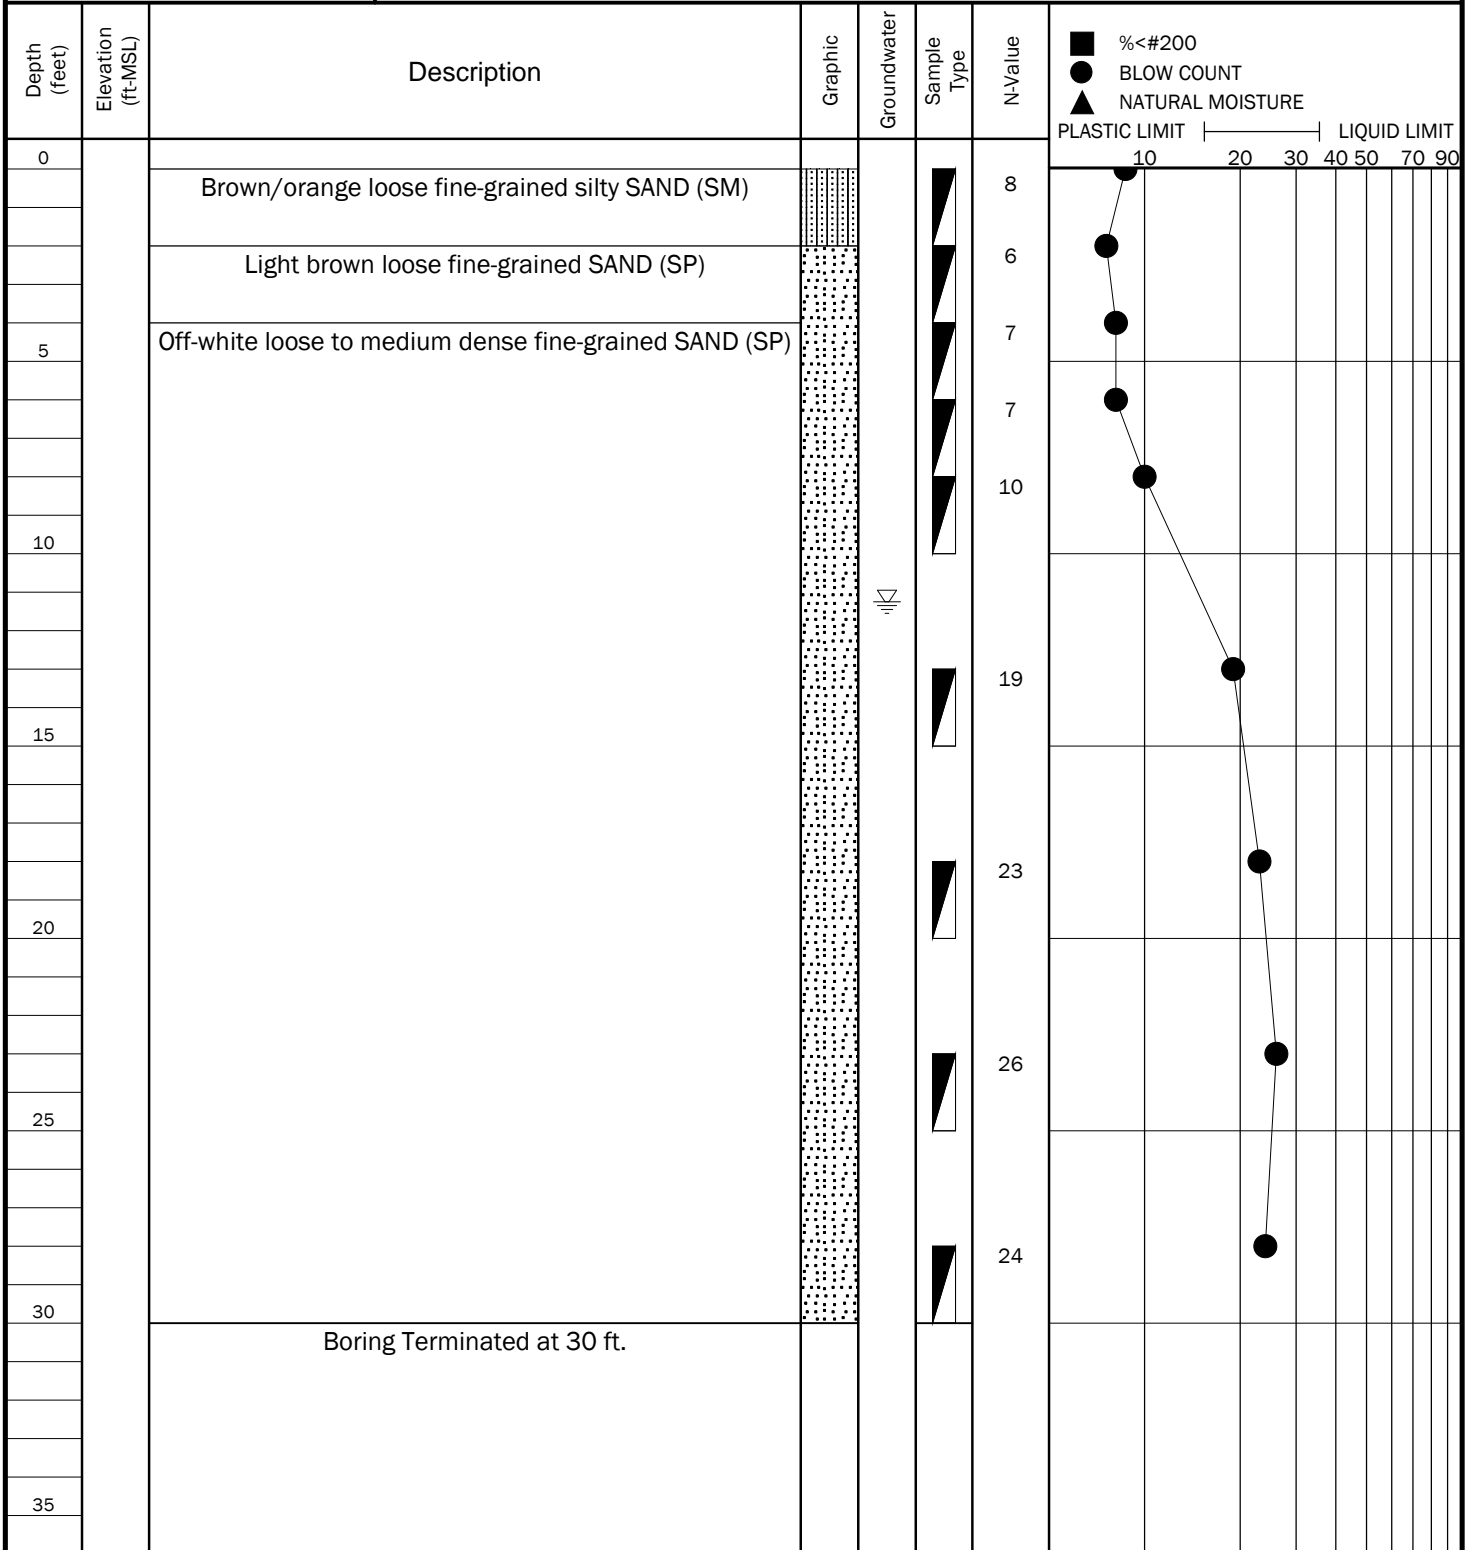 Depth
(feet)
Elevation
(ft-MSL)
Description
Graphic
Groundwater
Sample
Type
N-Value
%<#200
BLOW COUNT
NATURAL MOISTURE
PLASTIC LIMIT LIQUID LIMIT
10 20 30 40 50 70 90
0
Brown/orange loose fine-grained silty SAND (SM)
8
Light brown loose fine-grained SAND (SP)
6
Off-white loose to medium dense fine-grained SAND (SP)
7
5
7
10
10
19
15
23
20
26
25
24
30
Boring Terminated at 30 ft.
35